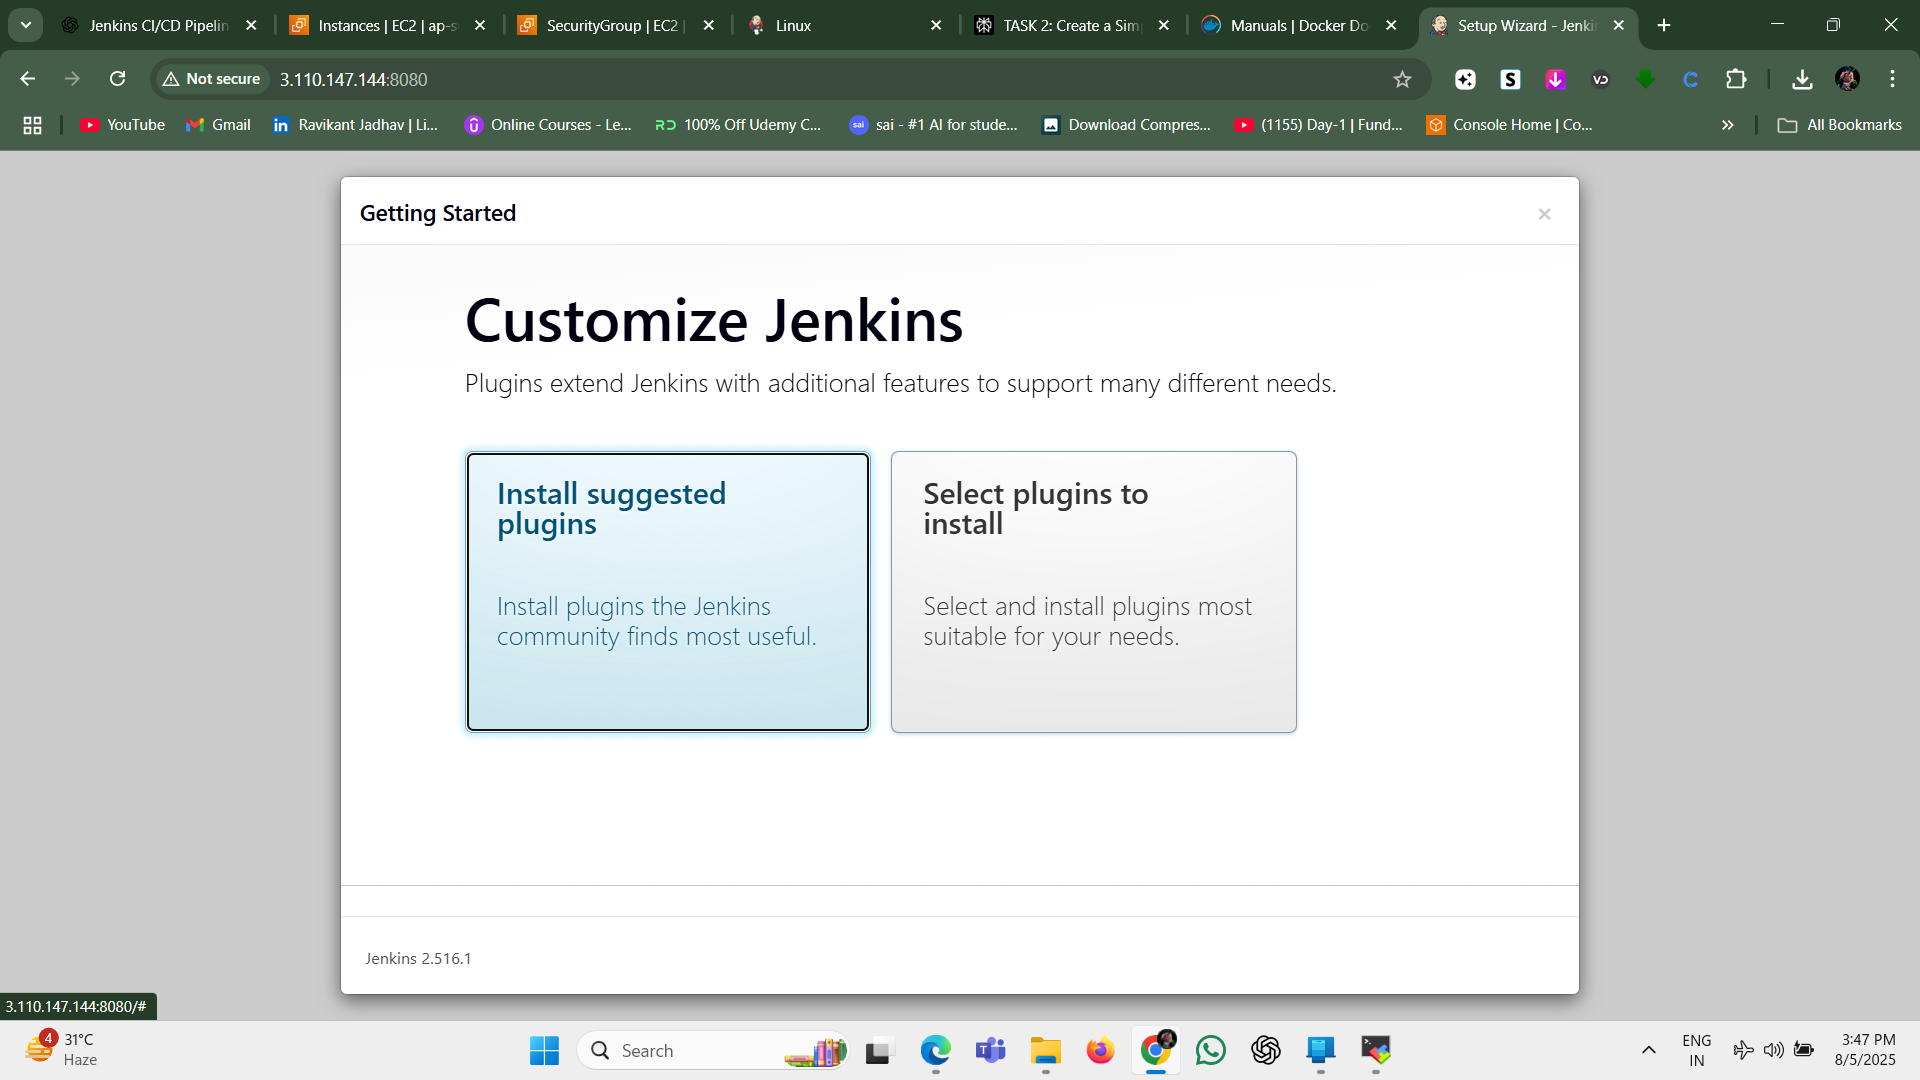 Jenkins CI/CD Pipelin
Instances | EC2 | ap-s
SecurityGroup | EC2 |
Linux
TASK 2: Create a Sim
Manuals | Docker Do
Setup Wizard - Jenki
Not secure
3.110.147.144:8080
YouTube
Gmail
Ravikant Jadhav | Li...
Online Courses - Le...
100% Off Udemy C...
sai - #1 AI for stude...
Download Compres...
(1155) Day-1 | Fund...
Console Home | Co...
All Bookmarks
Getting Started
Customize Jenkins
Plugins extend Jenkins with additional features to support many different needs.
Install suggested
plugins
Install plugins the Jenkins
community finds most useful.
Select plugins to
install
Select and install plugins most
suitable for your needs.
Jenkins 2.516.1
3.110.147.144:8080/#
4
31°C
Haze
Search
ENG
IN
3:47 PM
8/5/2025